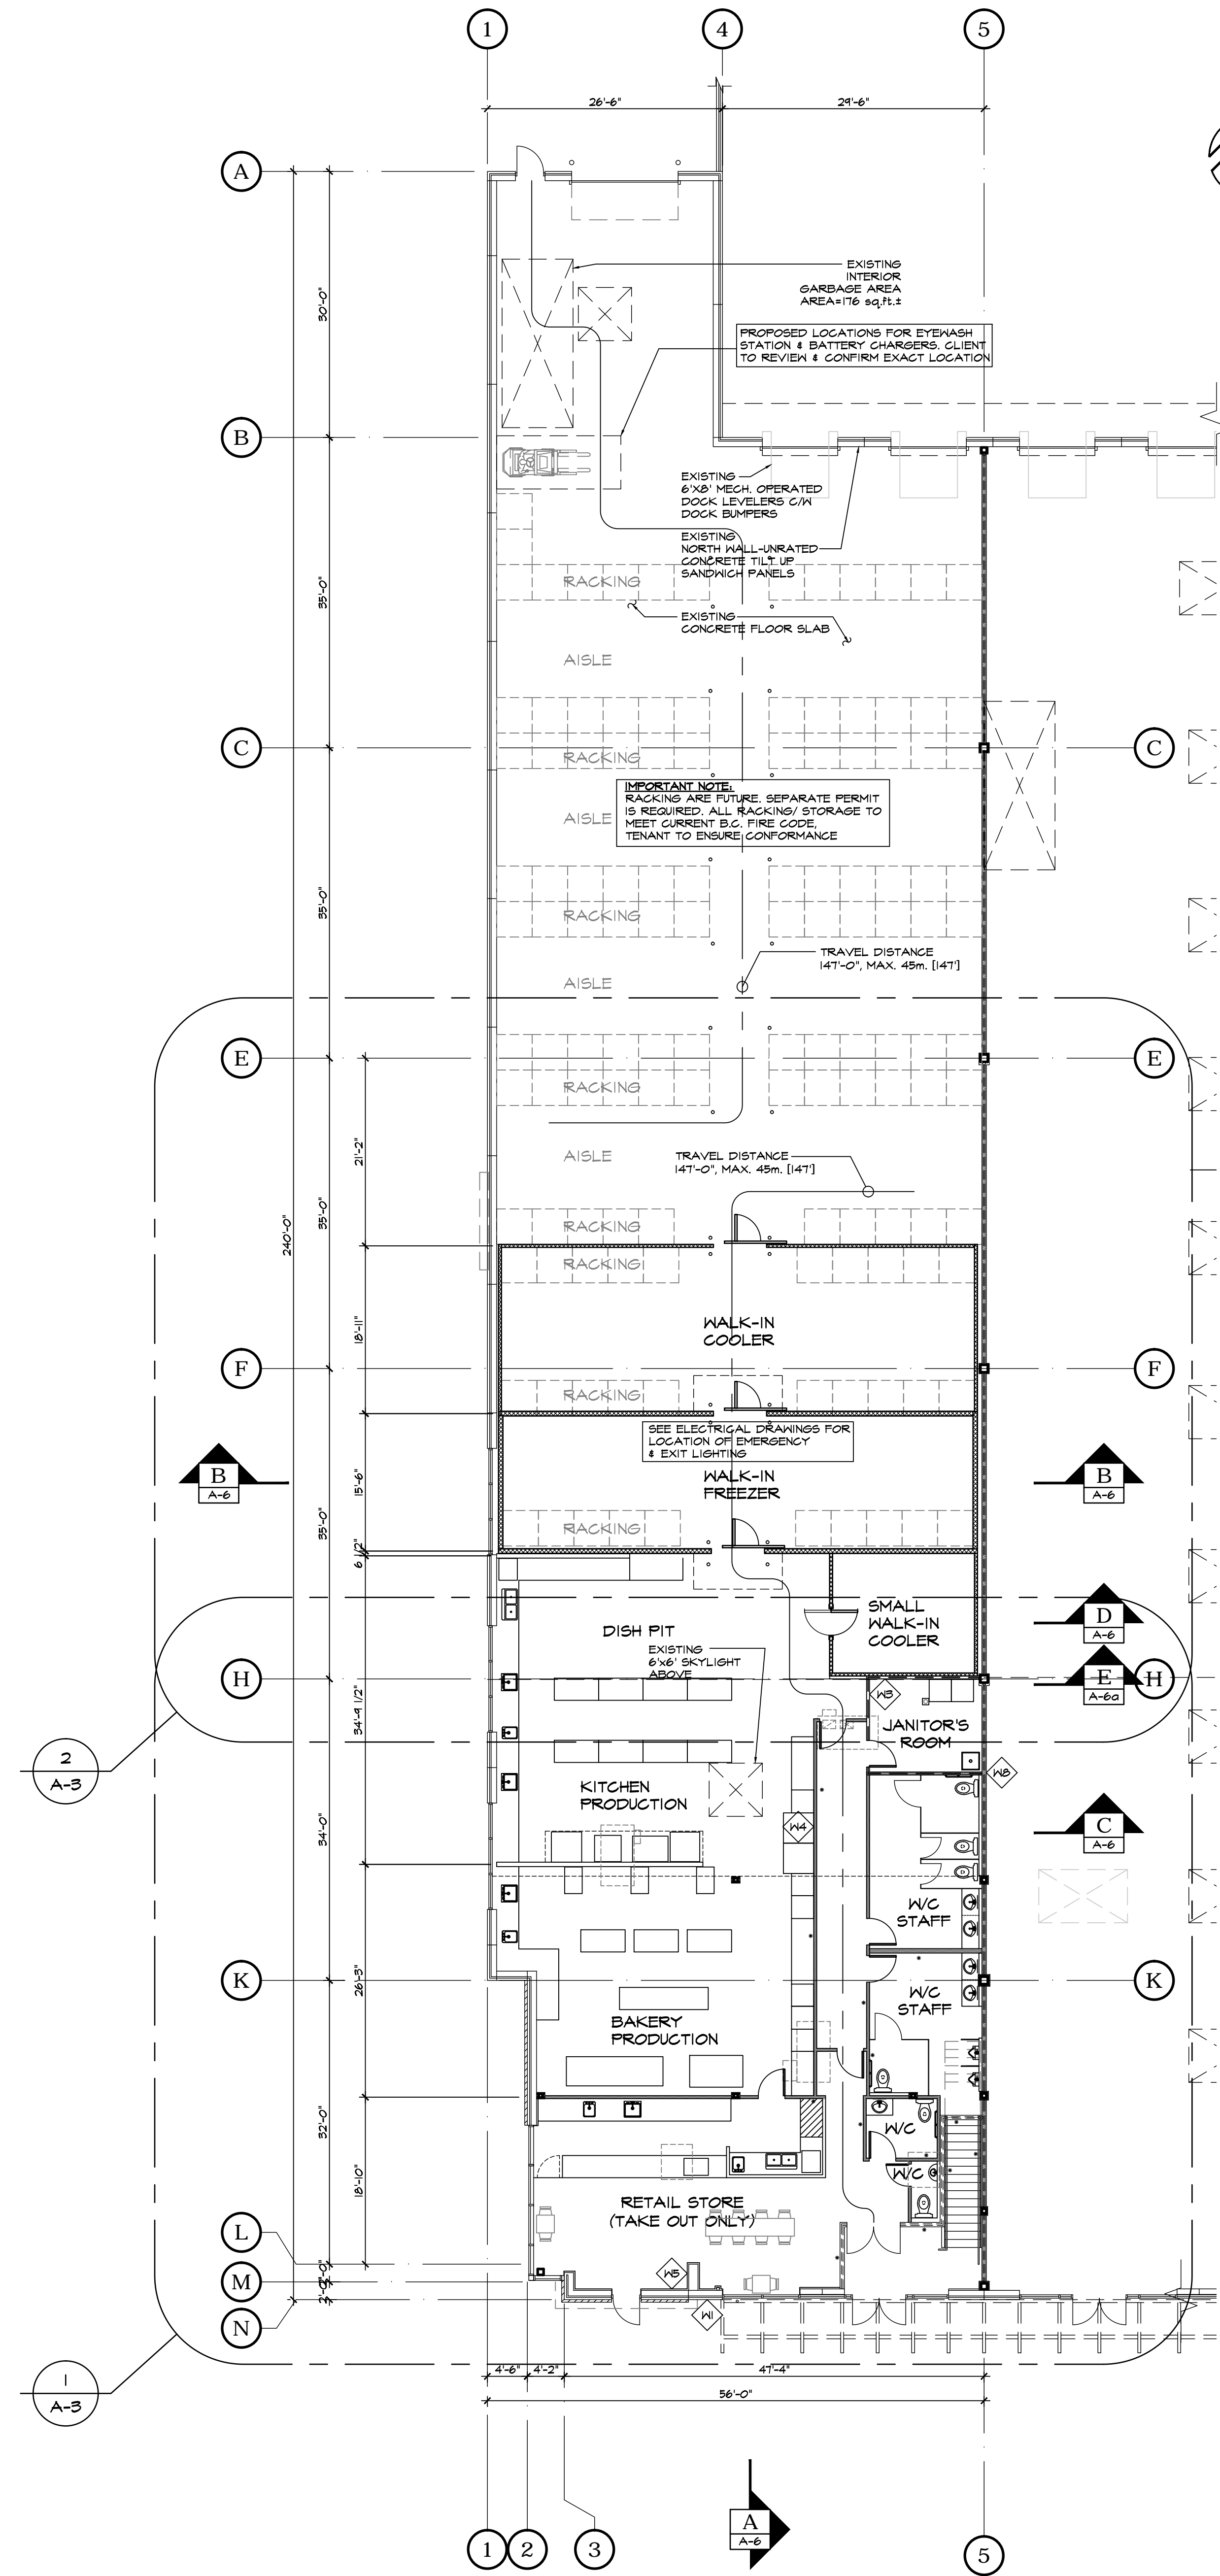 1
4
5
26'-6"
29'-6"
A
30'-0"
EXISTING
INTERIOR
GARBAGE AREA
AREA=176 sq.ft.±
PROPOSED LOCATIONS FOR EYEWASH
STATION & BATTERY CHARGERS. CLIENT
TO REVIEW & CONFIRM EXACT LOCATION
B
EXISTING
6'X8' MECH. OPERATED
DOCK LEVELERS C/W
DOCK BUMPERS
EXISTING
NORTH WALL-UNRATED
CONCRETE TILT UP
SANDWICH PANELS
35'-0"
RACKING
EXISTING
CONCRETE FLOOR SLAB
AISLE
C
C
RACKING
IMPORTANT NOTE:
RACKING ARE FUTURE. SEPARATE PERMIT
IS REQUIRED. ALL RACKING/ STORAGE TO
MEET CURRENT B.C. FIRE CODE,
TENANT TO ENSURE CONFORMANCE
AISLE
35'-0"
RACKING
TRAVEL DISTANCE
147'-0", MAX. 45m. [147']
AISLE
E
E
RACKING
21'-2"
AISLE
TRAVEL DISTANCE
147'-0", MAX. 45m. [147']
240'-0"
35'-0"
RACKING
RACKING
18'-11"
WALK-IN
COOLER
F
F
RACKING
SEE ELECTRICAL DRAWINGS FOR
LOCATION OF EMERGENCY
& EXIT LIGHTING
B
A-6
B
A-6
15'-6"
WALK-IN
FREEZER
35'-0"
RACKING
6 1/2"
SMALL
WALK-IN
COOLER
D
A-6
DISH PIT
EXISTING
6'x6' SKYLIGHT
ABOVE
H
E
A-6a
H
34'-9 1/2"
W3
JANITOR'S
ROOM
2
A-3
W8
KITCHEN
PRODUCTION
34'-0"
W4
C
A-6
W/C
STAFF
K
K
26'-3"
W/C
STAFF
BAKERY
PRODUCTION
32'-0"
W/C
18'-10"
W/C
RETAIL STORE
(TAKE OUT ONLY)
L
M
2'-0"
2'-0"
N
W5
W1
1
A-3
4'-6"
4'-2"
47'-4"
56'-0"
A
A-6
1
2
3
5